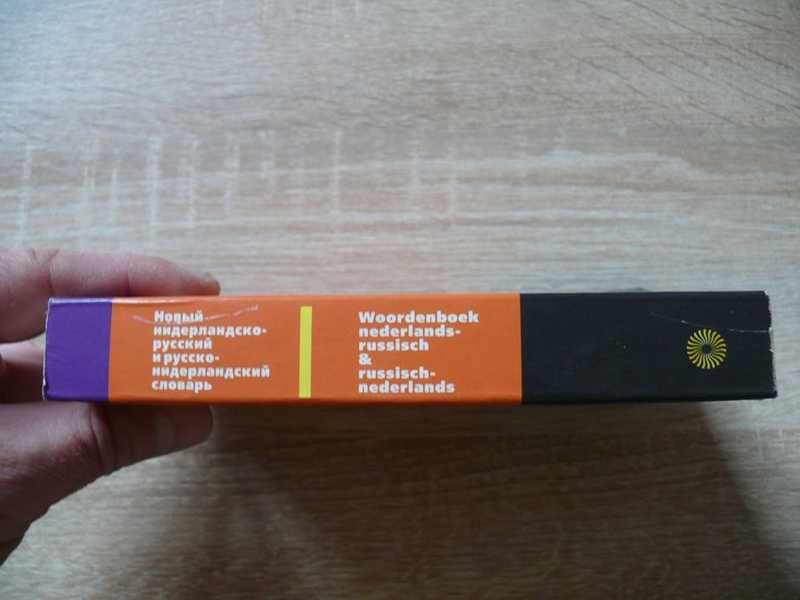 Новый
нидерландско-
русский
и русско-
нидерландский
словарь
Woordenboek
nederlands-
russisch
&
russisch-
nederlands